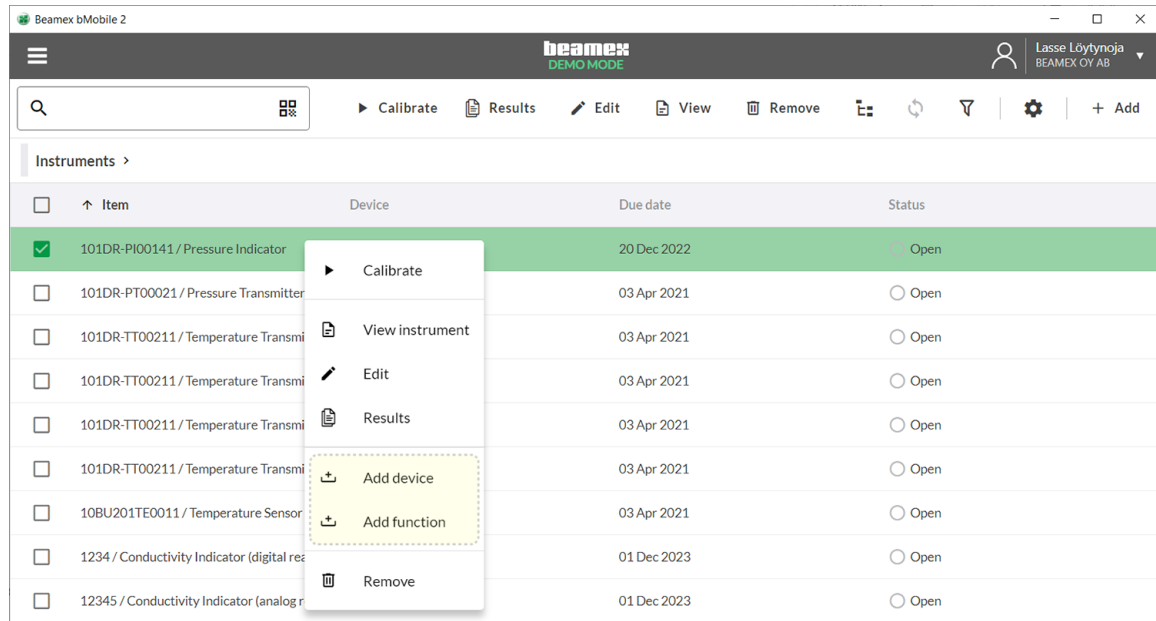 Beamex bMobile 2
beamex
DEMO MODE
Lasse Löytynoja
BEAMEX OY AB
Calibrate Results Edit View Remove + Add
Instruments >
Item Device Due date Status
101DR-PI00141 / Pressure Indicator 20 Dec 2022 Open
Calibrate
101DR-PT00021 / Pressure Transmitter 03 Apr 2021 Open
View instrument
101DR-TT00211 / Temperature Transmi 03 Apr 2021 Open
Edit
101DR-TT00211 / Temperature Transmi 03 Apr 2021 Open
Results
101DR-TT00211 / Temperature Transmi 03 Apr 2021 Open
101DR-TT00211 / Temperature Transmi 03 Apr 2021 Open
Add device
10BU201TE0011 / Temperature Sensor 03 Apr 2021 Open
Add function
1234 / Conductivity Indicator (digital rea 01 Dec 2023 Open
Remove
12345 / Conductivity Indicator (analog r 01 Dec 2023 Open